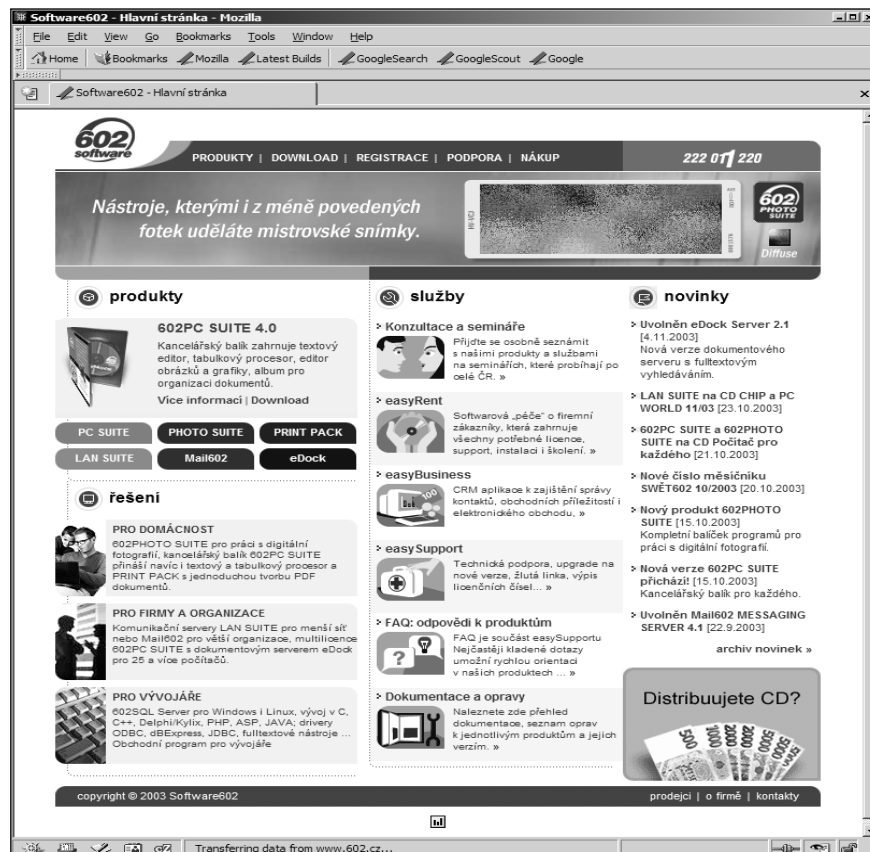 Software602 - Hlavní stránka - Mozilla
File Edit View Go Bookmarks Tools Window Help
Home Bookmarks Mozilla Latest Builds GoogleSearch GoogleScout Google
Software602 - Hlavní stránka
602
software
PRODUKTY | DOWNLOAD | REGISTRACE | PODPORA | NÁKUP
222 011 220
Nástroje, kterými i z méně povedených
fotek uděláte mistrovské snímky.
602
PHOTO
SUITE
Diffuse
produkty
602PC SUITE 4.0
Kancelářský balík zahrnuje textový
editor, tabulkový procesor, editor
obrázků a grafiky, album pro
organizaci dokumentů.
Více informací | Download
PC SUITE PHOTO SUITE PRINT PACK
LAN SUITE Mail602 eDock
řešení
PRO DOMÁCNOST
602PHOTO SUITE pro práci s digitální
fotografií, kancelářský balík 602PC SUITE
přináší navíc i textový a tabulkový procesor a
PRINT PACK s jednoduchou tvorbu PDF
dokumentů.
PRO FIRMY A ORGANIZACE
Komunikační servery LAN SUITE pro menší síť
nebo Mail602 pro větší organizace, multilicence
602PC SUITE s dokumentovým serverem eDock
pro 25 a více počítačů.
PRO VÝVOJÁŘE
602SQL Server pro Windows i Linux, vývoj v C,
C++, Delphi/Kylix, PHP, ASP, JAVA; drivery
ODBC, dBExpress, JDBC, fulltextové nástroje ...
Obchodní program pro vývojáře
služby
Konzultace a semináře
Přijďte se osobně seznámit
s našimi produkty a službami
na seminářích, které probíhají po
celé ČR. »
easyRent
Softwarová „péče“ o firemní
zákazníky, která zahrnuje
všechny potřebné licence,
support, instalaci i školení. »
easyBusiness
CRM aplikace k zajištění správy
kontaktů, obchodních příležitostí i
elektronického obchodu, »
easySupport
Technická podpora, upgrade na
nové verze, žlutá linka, výpis
licenčních čísel... »
FAQ: odpovědi k produktům
FAQ je součást easySupportu
Nejčastěji kladené dotazy
umožní rychlou orientaci
v našich produktech ... »
Dokumentace a opravy
Naleznete zde přehled
dokumentace, seznam oprav
k jednotlivým produktům a jejich
verzím. »
novinky
Uvolněn eDock Server 2.1
[4.11.2003]
Nová verze dokumentového
serveru s fulltextovým
vyhledáváním.
LAN SUITE na CD CHIP a PC
WORLD 11/03 [23.10.2003]
602PC SUITE a 602PHOTO
SUITE na CD Počítač pro
každého [21.10.2003]
Nové číslo měsíčníku
SWĚT602 10/2003 [20.10.2003]
Nový produkt 602PHOTO
SUITE [15.10.2003]
Kompletní balíček programů pro
práci s digitální fotografií.
Nová verze 602PC SUITE
přichází! [15.10.2003]
Kancelářský balík pro každého.
Uvolněn Mail602 MESSAGING
SERVER 4.1 [22.9.2003]
archiv novinek »
Distribuujete CD?
500 1000 2000 2000 5000 5000
copyright © 2003 Software602
prodejci | o firmě | kontakty
Transferring data from www.602.cz...